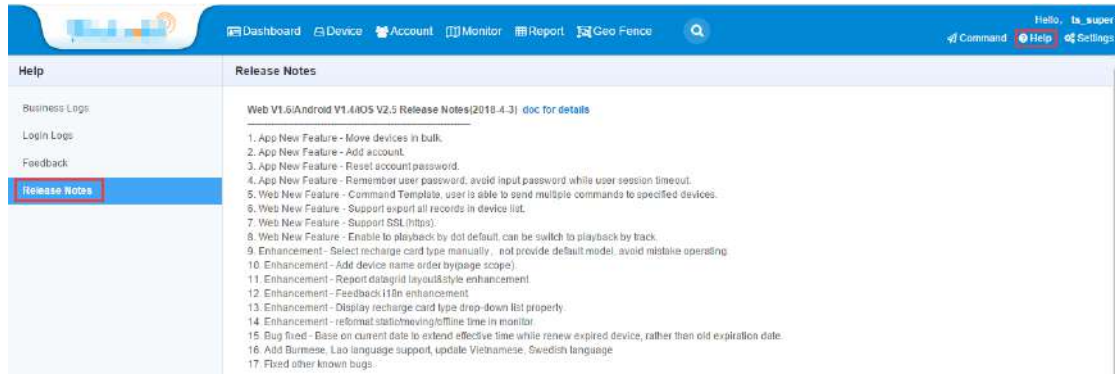 Dashboard Device Account Monitor Report Geo Fence
Hello, ts_super
Command Help Settings
Help
Business Logs
Login Logs
Feedback
Release Notes
Release Notes
Web V1.6/Android V1.4/iOS V2.5 Release Notes(2018-4-3) doc for details
1. App New Feature - Move devices in bulk.
2. App New Feature - Add account.
3. App New Feature - Reset account password.
4. App New Feature - Remember user password, avoid input password while user session timeout.
5. Web New Feature - Command Template, user is able to send multiple commands to specified devices.
6. Web New Feature - Support export all records in device list.
7. Web New Feature - Support SSL(https).
8. Web New Feature - Enable to playback by dot default, can be switch to playback by track.
9. Enhancement - Select recharge card type manually, not provide default model, avoid mistake operating.
10. Enhancement - Add device name order by(page scope).
11. Enhancement - Report datagrid layout&style enhancement
12. Enhancement - Feedback i18n enhancement
13. Enhancement - Display recharge card type drop-down list properly.
14. Enhancement - reformat static/moving/offline time in monitor.
15. Bug fixed - Base on current date to extend effective time while renew expired device, rather than old expiration date.
16. Add Burmese, Lao language support, update Vietnamese, Swedish language
17. Fixed other known bugs.